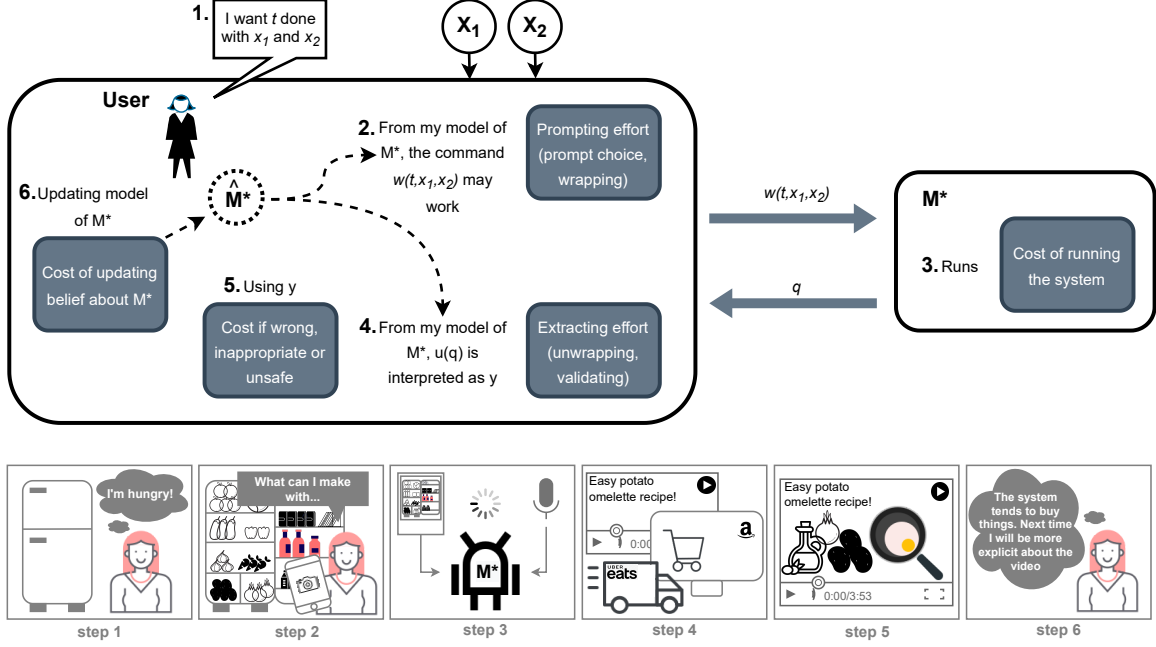 1.
I want t done
with x1 and x2
X1
X2
User
2. From my model of
M*, the command
w(t,x1,x2) may
work
Prompting effort
(prompt choice,
wrapping)
6. Updating model
of M*
M̂*
Cost of updating
belief about M*
5. Using y
Cost if wrong,
inappropriate or
unsafe
4. From my model of
M*, u(q) is
interpreted as y
Extracting effort
(unwrapping,
validating)
w(t,x1,x2)
q
M*
3. Runs
Cost of running
the system
I'm hungry!
step 1
What can I make
with...
step 2
M*
step 3
Easy potato
omelette recipe!
0:00
a
UBER
eats
step 4
Easy potato
omelette recipe!
0:00/3:53
step 5
The system
tends to buy
things. Next time
I will be more
explicit about the
video
step 6